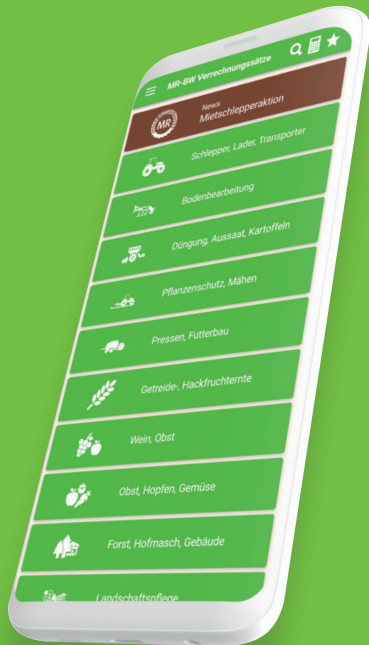 MR-BW Verrechnungssätze
MR
News
Mietschlepperaktion
Schlepper, Lader, Transporter
Bodenbearbeitung
Düngung, Aussaat, Kartoffeln
Pflanzenschutz, Mähen
Pressen, Futterbau
Getreide-, Hackfruchternte
Wein, Obst
Obst, Hopfen, Gemüse
Forst, Hofmasch, Gebäude
Landschaftspflege